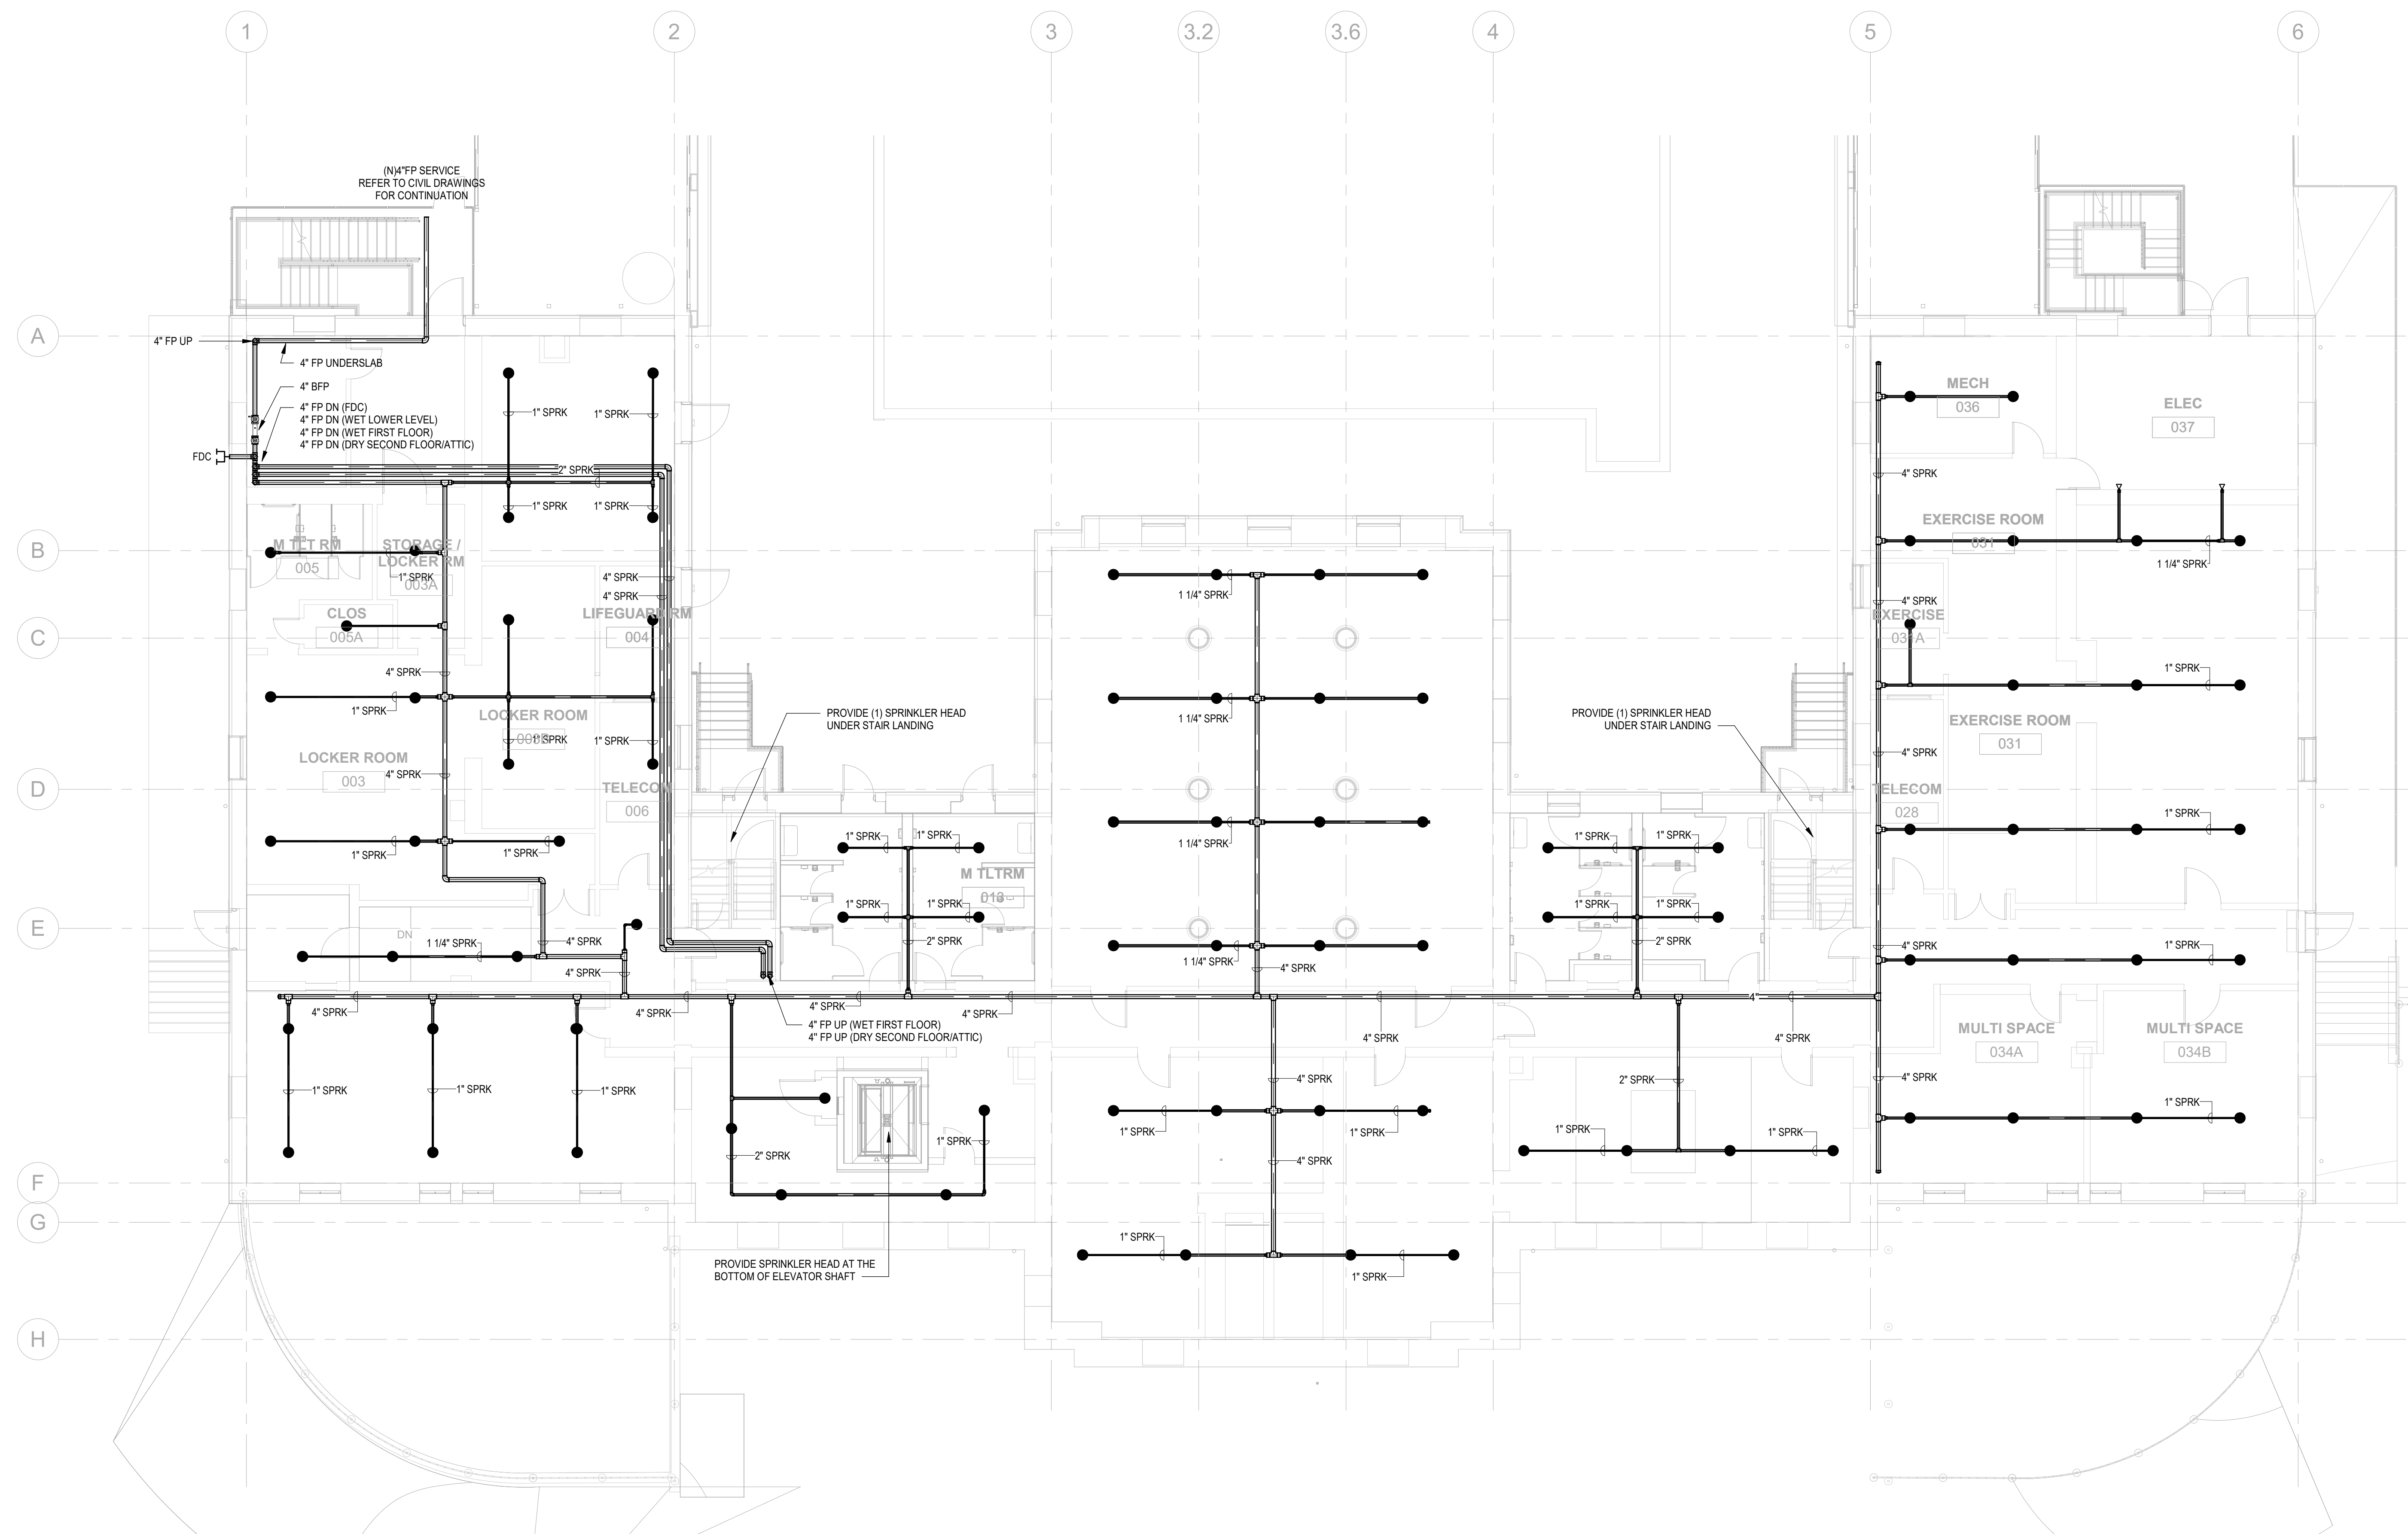 1
2
3
3.2
3.6
4
5
6
A
B
C
D
E
F
G
H
(N)4"FP SERVICE
REFER TO CIVIL DRAWINGS
FOR CONTINUATION
4" FP UP
4" FP UNDERSLAB
4" BFP
4" FP DN (FDC)
4" FP DN (WET LOWER LEVEL)
4" FP DN (WET FIRST FLOOR)
4" FP DN (DRY SECOND FLOOR/ATTIC)
FDC
1" SPRK
1" SPRK
2" SPRK
1" SPRK
1" SPRK
M TLT RM
005
STORAGE /
LOCKER RM
003A
1" SPRK
4" SPRK
4" SPRK
CLOS
005A
LIFEGUARD RM
004
4" SPRK
1" SPRK
LOCKER ROOM
003B
1" SPRK
1" SPRK
LOCKER ROOM
003
4" SPRK
TELECOM
006
1" SPRK
1" SPRK
DN
1 1/4" SPRK
4" SPRK
4" SPRK
4" SPRK
4" SPRK
4" SPRK
4" SPRK
1" SPRK
1" SPRK
1" SPRK
PROVIDE (1) SPRINKLER HEAD
UNDER STAIR LANDING
1" SPRK
1" SPRK
M TLTRM
013
1" SPRK
1" SPRK
2" SPRK
4" FP UP (WET FIRST FLOOR)
4" FP UP (DRY SECOND FLOOR/ATTIC)
2" SPRK
1" SPRK
PROVIDE SPRINKLER HEAD AT THE
BOTTOM OF ELEVATOR SHAFT
1 1/4" SPRK
1 1/4" SPRK
1 1/4" SPRK
1 1/4" SPRK
4" SPRK
4" SPRK
4" SPRK
1" SPRK
1" SPRK
4" SPRK
1" SPRK
1" SPRK
PROVIDE (1) SPRINKLER HEAD
UNDER STAIR LANDING
1" SPRK
1" SPRK
1" SPRK
1" SPRK
2" SPRK
4"
4" SPRK
2" SPRK
1" SPRK
1" SPRK
MECH
036
ELEC
037
4" SPRK
EXERCISE ROOM
031
1 1/4" SPRK
4" SPRK
EXERCISE
031A
1" SPRK
EXERCISE ROOM
031
4" SPRK
TELECOM
028
1" SPRK
4" SPRK
1" SPRK
MULTI SPACE
034A
MULTI SPACE
034B
4" SPRK
1" SPRK